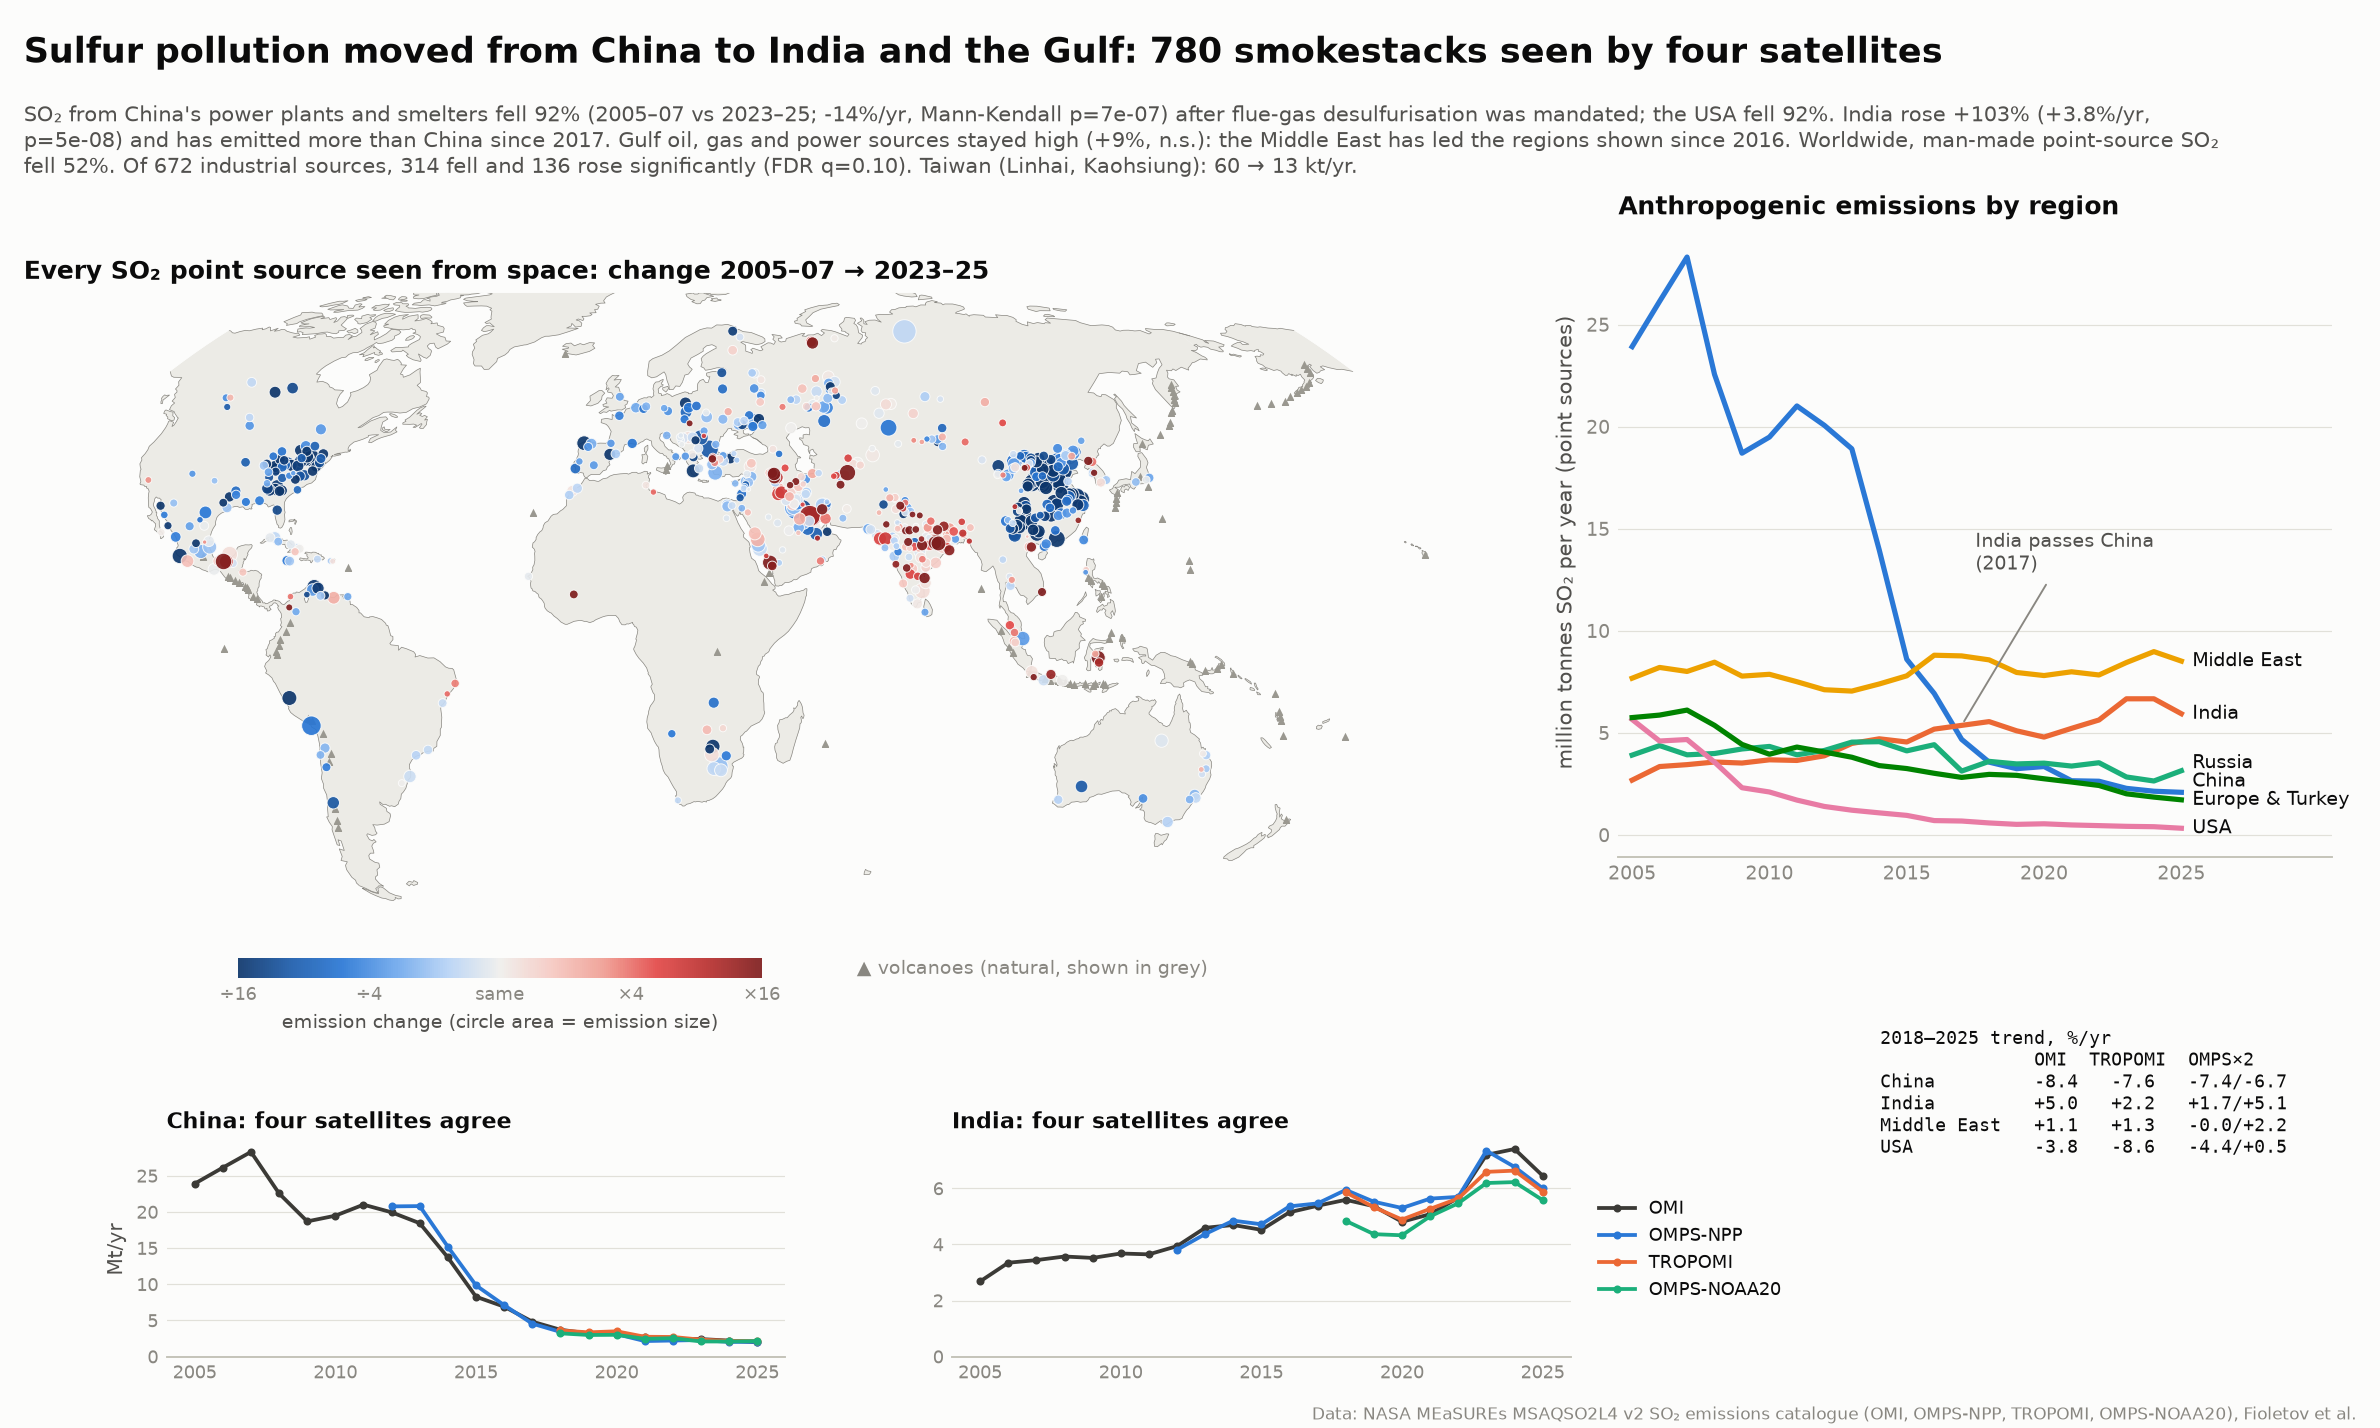 Sulfur pollution moved from China to India and the Gulf: 780 smokestacks seen by four satellites
SO₂ from China's power plants and smelters fell 92% (2005–07 vs 2023–25; -14%/yr, Mann-Kendall p=7e-07) after flue-gas desulfurisation was mandated; the USA fell 92%. India rose +103% (+3.8%/yr,
p=5e-08) and has emitted more than China since 2017. Gulf oil, gas and power sources stayed high (+9%, n.s.): the Middle East has led the regions shown since 2016. Worldwide, man-made point-source SO₂
fell 52%. Of 672 industrial sources, 314 fell and 136 rose significantly (FDR q=0.10). Taiwan (Linhai, Kaohsiung): 60 → 13 kt/yr.
Every SO₂ point source seen from space: change 2005–07 → 2023–25
÷16 ÷4 same ×4 ×16
emission change (circle area = emission size)
▲ volcanoes (natural, shown in grey)
Anthropogenic emissions by region
million tonnes SO₂ per year (point sources)
25
20
15
10
5
0
India passes China
(2017)
Middle East
India
Russia
China
Europe & Turkey
USA
2005 2010 2015 2020 2025
2018–2025 trend, %/yr
OMI TROPOMI OMPS×2
China -8.4 -7.6 -7.4/-6.7
India +5.0 +2.2 +1.7/+5.1
Middle East +1.1 +1.3 -0.0/+2.2
USA -3.8 -8.6 -4.4/+0.5
China: four satellites agree
Mt/yr
25
20
15
10
5
0
2005 2010 2015 2020 2025
India: four satellites agree
6
4
2
0
2005 2010 2015 2020 2025
OMI
OMPS-NPP
TROPOMI
OMPS-NOAA20
Data: NASA MEaSUREs MSAQSO2L4 v2 SO₂ emissions catalogue (OMI, OMPS-NPP, TROPOMI, OMPS-NOAA20), Fioletov et al.